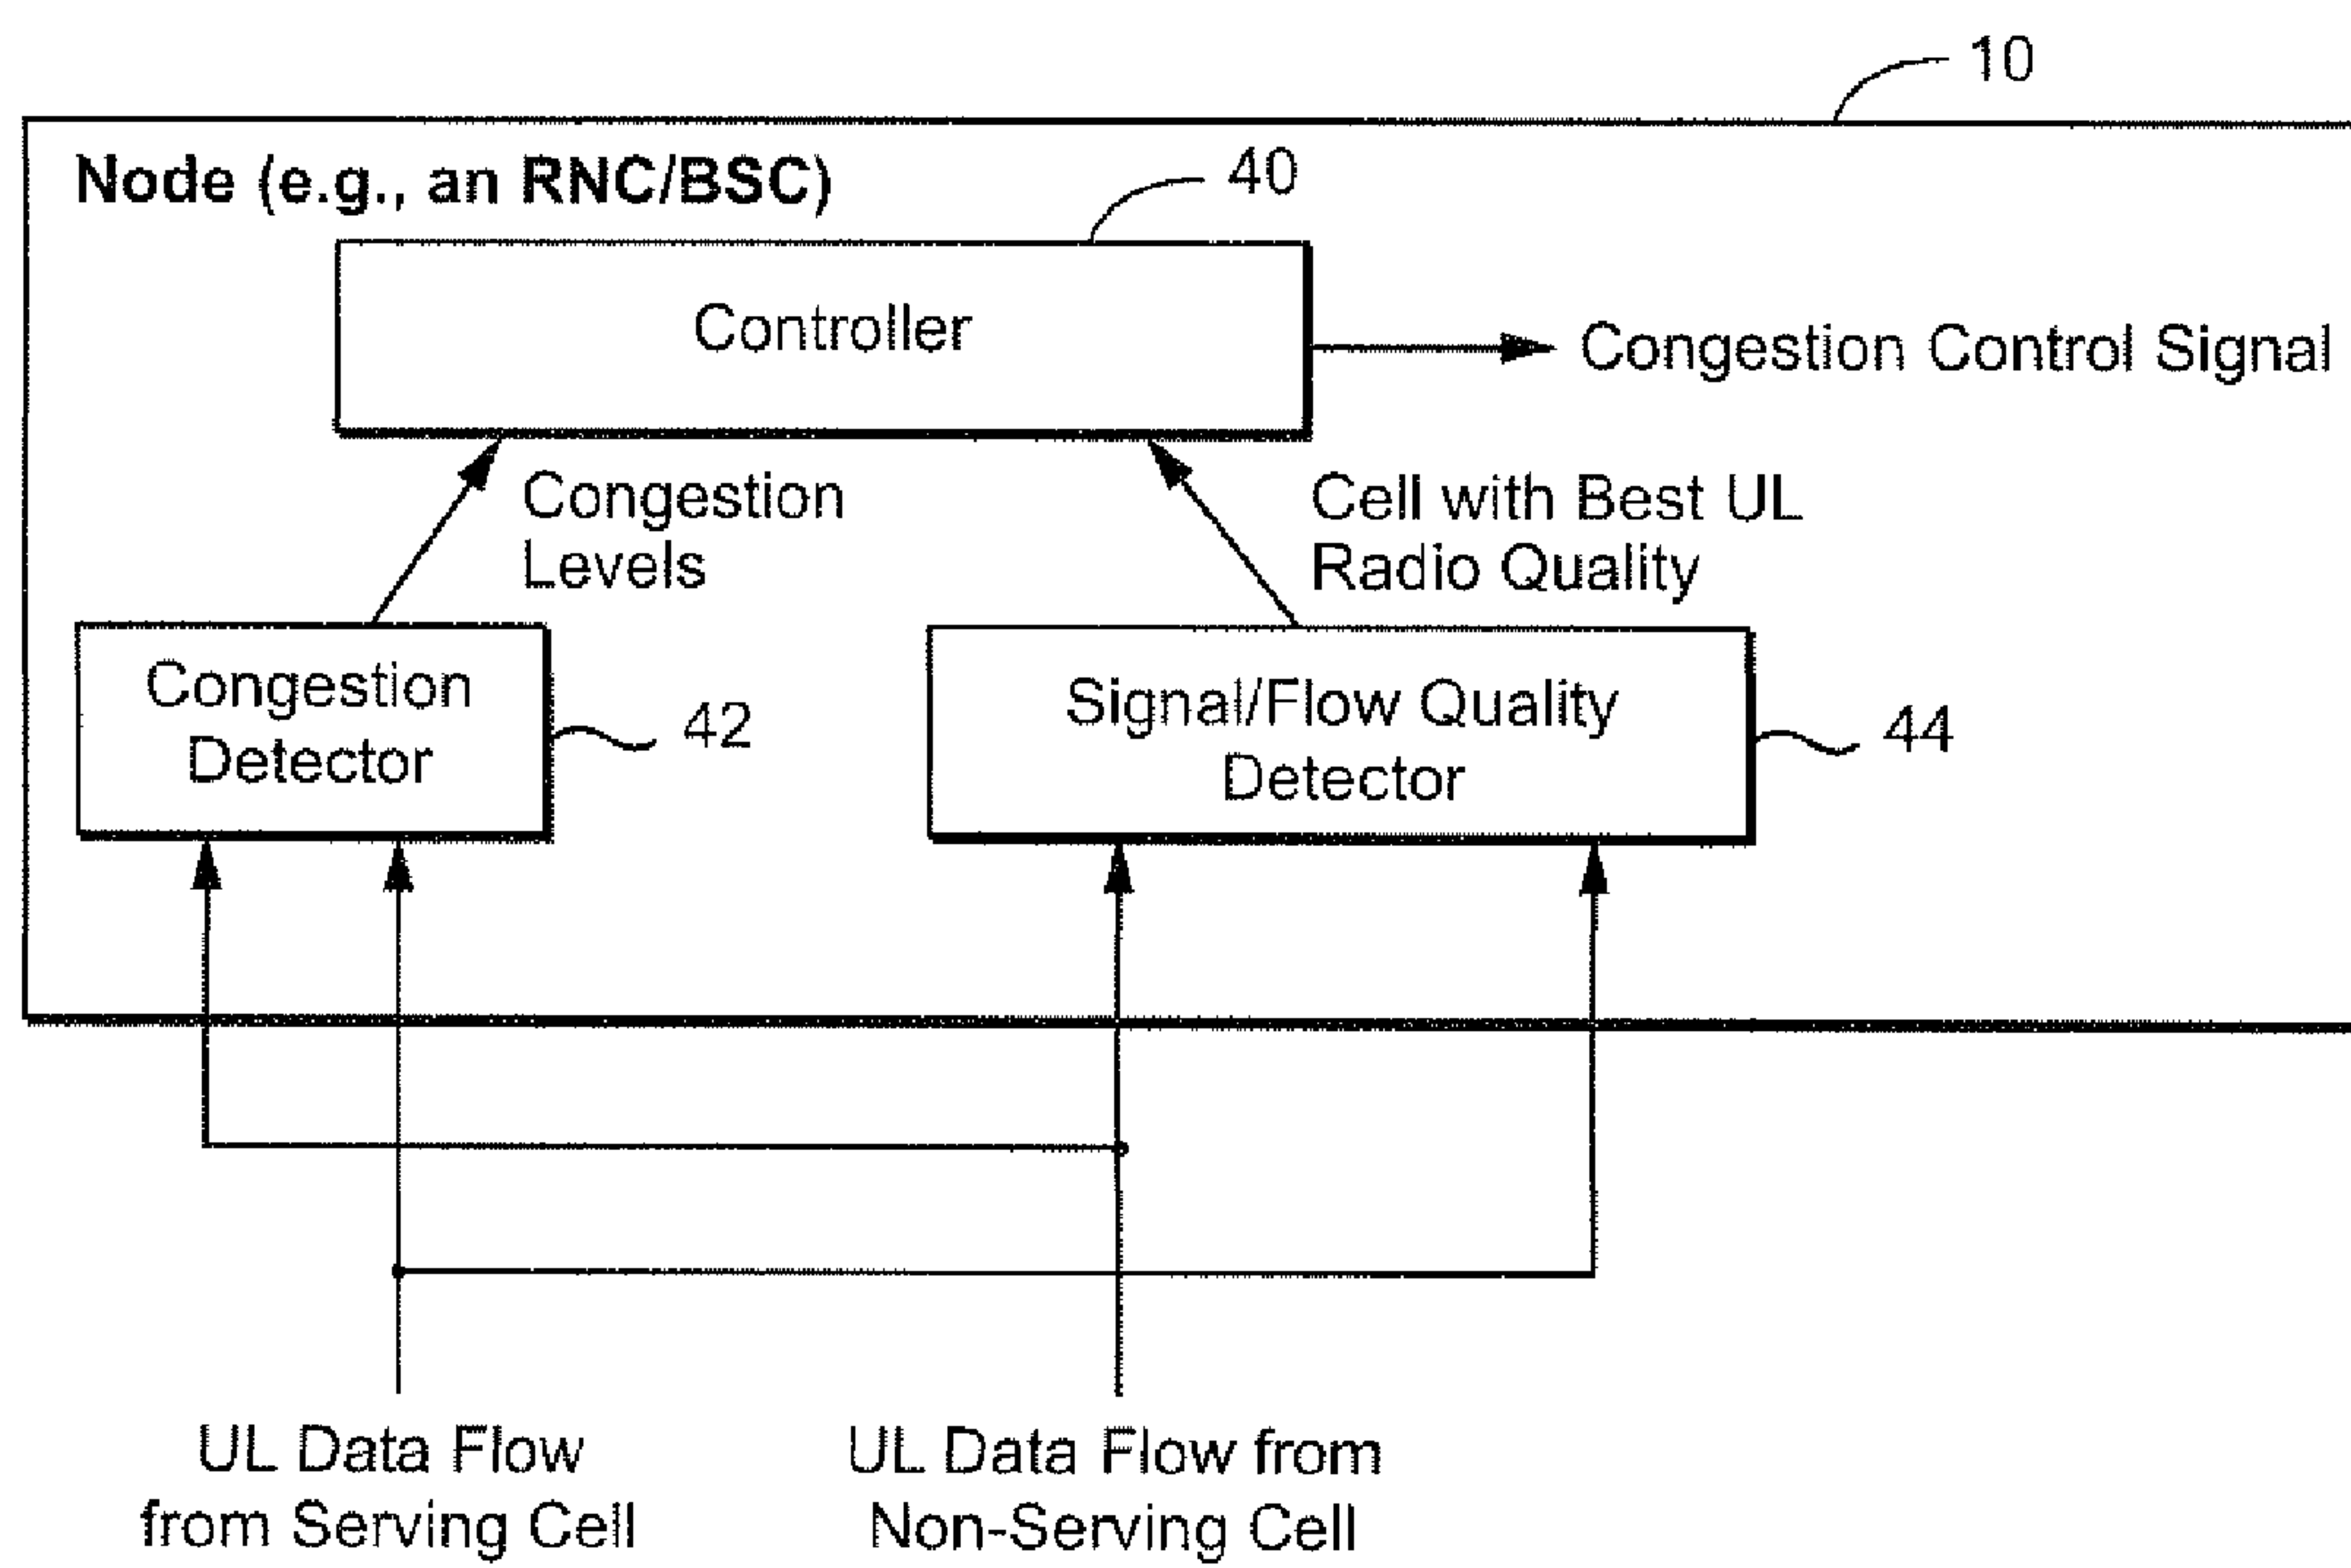 10
Node (e.g., an RNC/BSC)
40
Controller
Congestion Control Signal
Congestion
Levels
Cell with Best UL
Radio Quality
Congestion
Detector
42
Signal/Flow Quality
Detector
44
UL Data Flow
from Serving Cell
UL Data Flow from
Non-Serving Cell